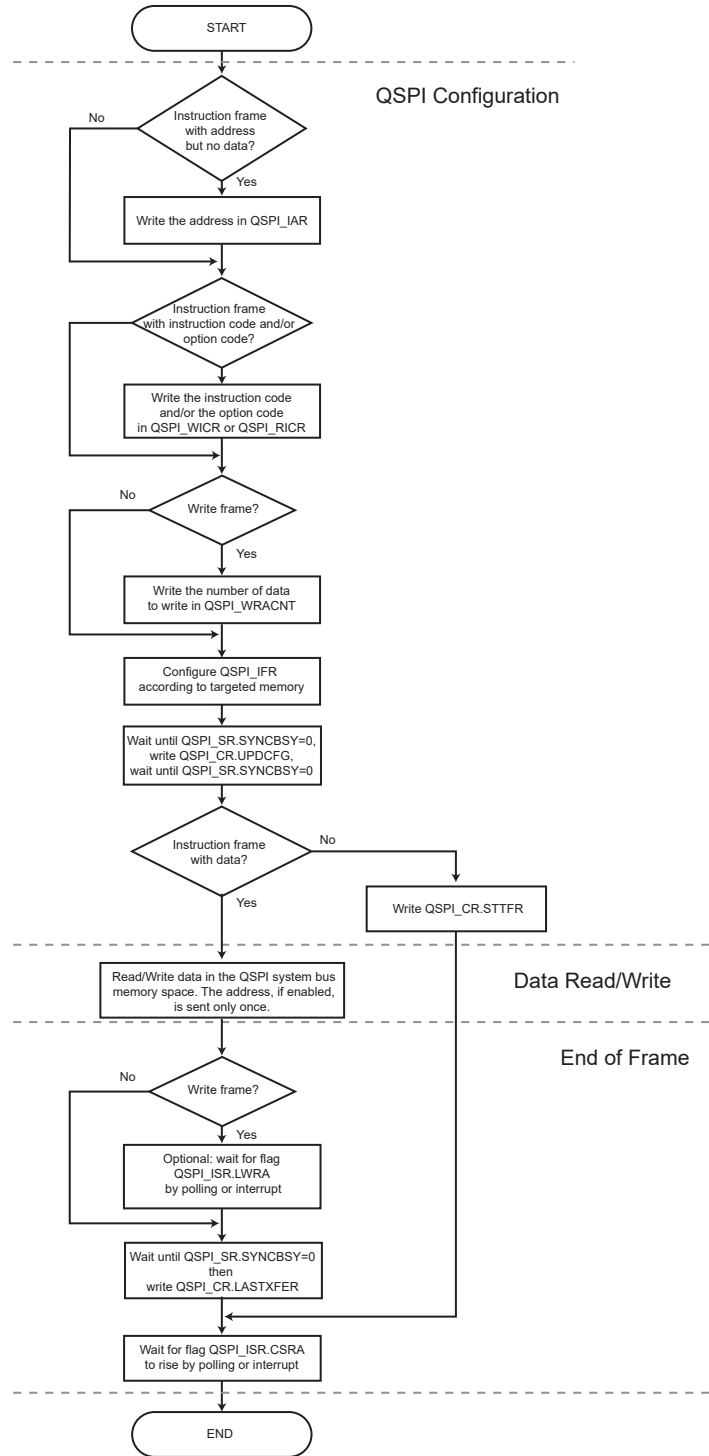 START
QSPI Configuration
No
Instruction frame
with address
but no data?
Yes
Write the address in QSPI_IAR
Instruction frame
with instruction code and/or
option code?
Write the instruction code
and/or the option code
in QSPI_WICR or QSPI_RICR
No
Write frame?
Yes
Write the number of data
to write in QSPI_WRACNT
Configure QSPI_IFR
according to targeted memory
Wait until QSPI_SR.SYNCBSY=0,
write QSPI_CR.UPDCFG,
wait until QSPI_SR.SYNCBSY=0
Instruction frame
with data?
No
Yes
Write QSPI_CR.STTFR
Read/Write data in the QSPI system bus
memory space. The address, if enabled,
is sent only once.
Data Read/Write
End of Frame
No
Write frame?
Yes
Optional: wait for flag
QSPI_ISR.LWRA
by polling or interrupt
Wait until QSPI_SR.SYNCBSY=0
then
write QSPI_CR.LASTXFER
Wait for flag QSPI_ISR.CSRA
to rise by polling or interrupt
END